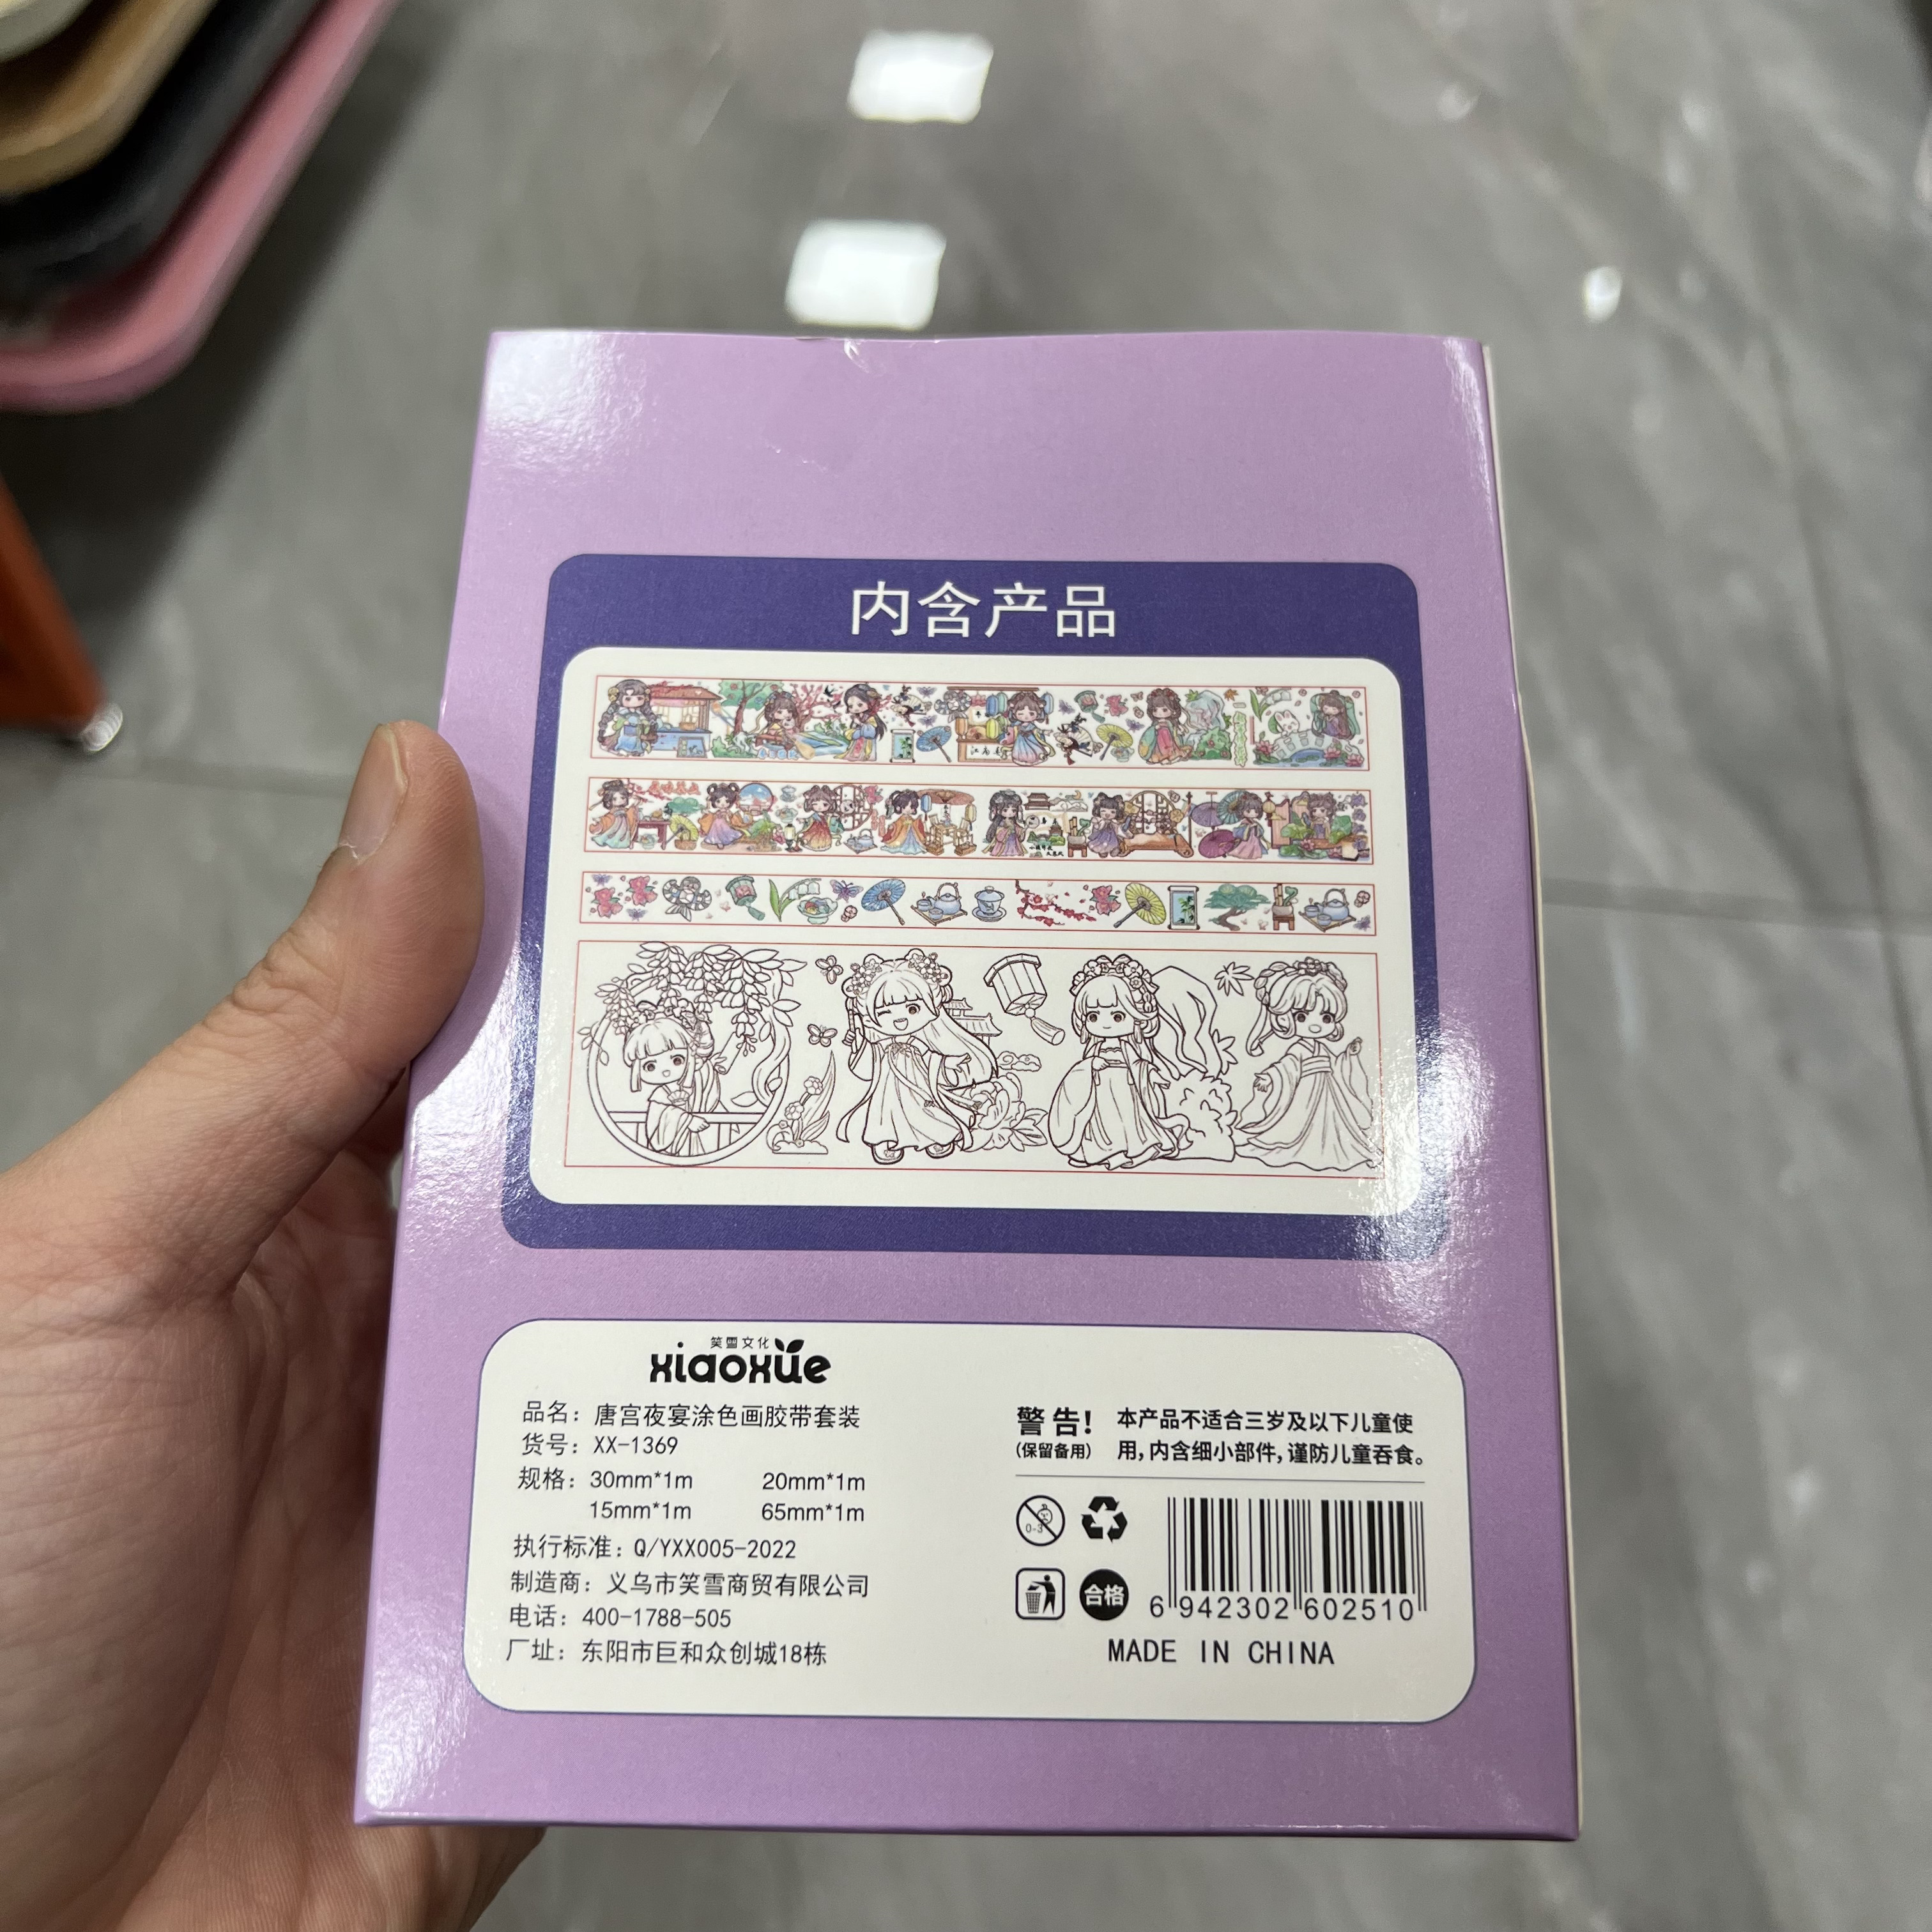 内含产品
笑雪文化
xiaoxue
品名：唐宫夜宴涂色画胶带套装
货号：XX-1369
规格：30mm*1m 20mm*1m
15mm*1m 65mm*1m
执行标准：Q/YXX005-2022
制造商：义乌市笑雪商贸有限公司
电话：400-1788-505
厂址：东阳市巨和众创城18栋
警告!
(保留备用)
本产品不适合三岁及以下儿童使
用,内含细小部件,谨防儿童吞食。
0-3
合格
6 942302 602510
MADE IN CHINA